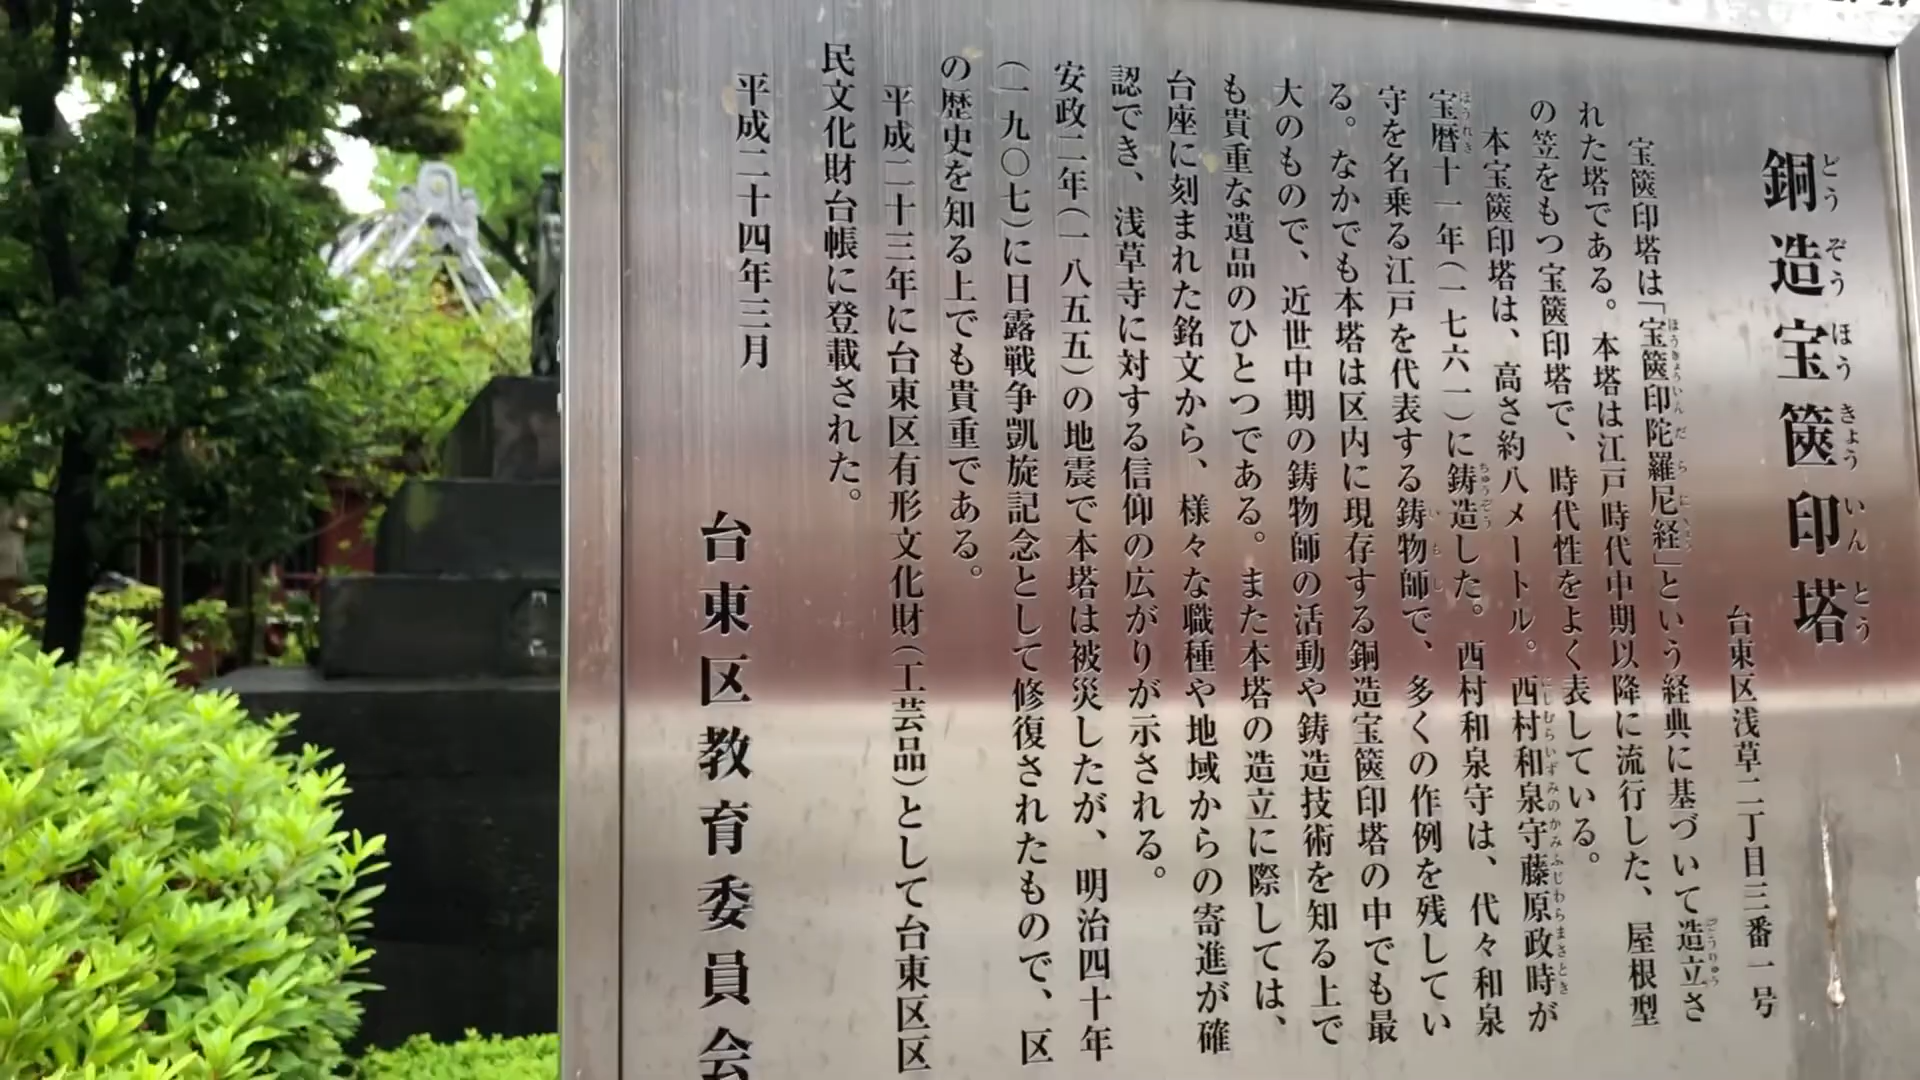 銅造宝篋印塔
どうぞうほうきょういんとう
台東区浅草二丁目三番一号
宝篋印塔は「宝篋印陀羅尼経」という経典に基づいて造立さ
れた塔である。本塔は江戸時代中期以降に流行した、屋根型
の笠をもつ宝篋印塔で、時代性をよく表している。
本宝篋印塔は、高さ約八メートル。西村和泉守藤原政時が
宝暦十一年(一七六一)に鋳造した。西村和泉守は、代々和泉
守を名乗る江戸を代表する鋳物師で、多くの作例を残してい
る。なかでも本塔は区内に現存する銅造宝篋印塔の中でも最
大のもので、近世中期の鋳物師の活動や鋳造技術を知る上で
も貴重な遺品のひとつである。また本塔の造立に際しては、
台座に刻まれた銘文から、様々な職種や地域からの寄進が確
認でき、浅草寺に対する信仰の広がりが示される。
安政二年(一八五五)の地震で本塔は被災したが、明治四十年
(一九〇七)に日露戦争凱旋記念として修復されたもので、区
の歴史を知る上でも貴重である。
平成二十三年に台東区有形文化財(工芸品)として台東区区
民文化財台帳に登載された。
平成二十四年三月
台東区教育委員会